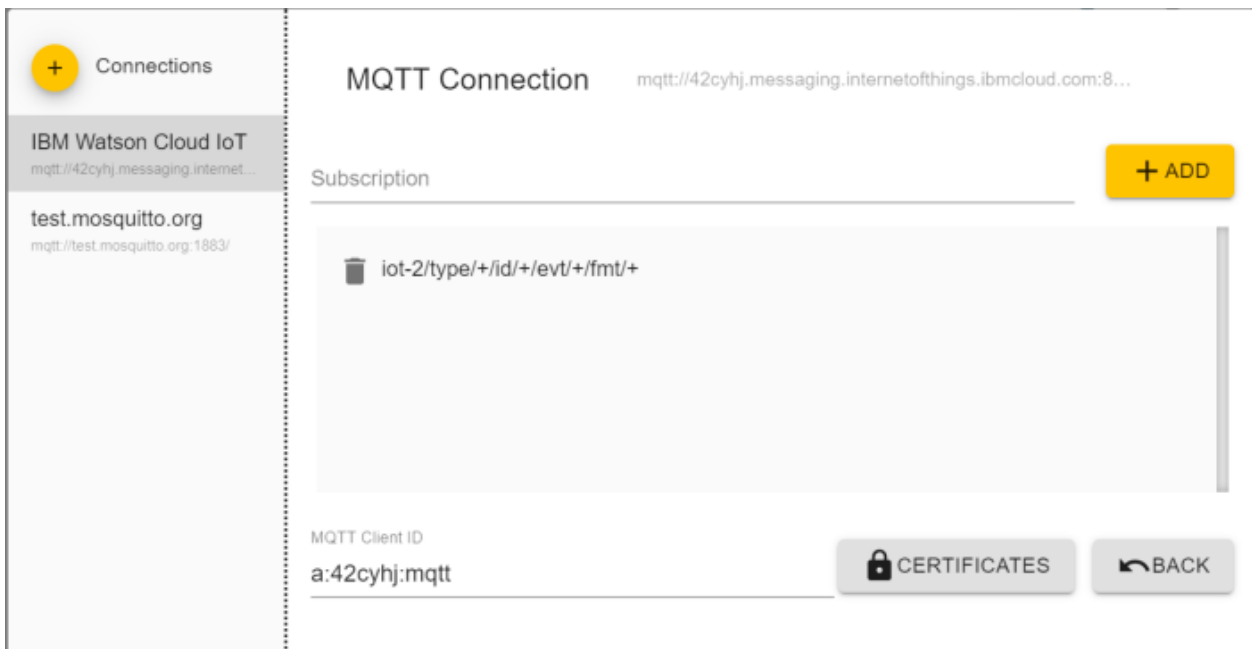 + Connections
IBM Watson Cloud IoT
mqtt://42cyhj.messaging.internet...
test.mosquitto.org
mqtt://test.mosquitto.org:1883/
MQTT Connection mqtt://42cyhj.messaging.internetofthings.ibmcloud.com:8...
Subscription + ADD
iot-2/type/+/id/+/evt/+/fmt/+
MQTT Client ID
a:42cyhj:mqtt CERTIFICATES BACK